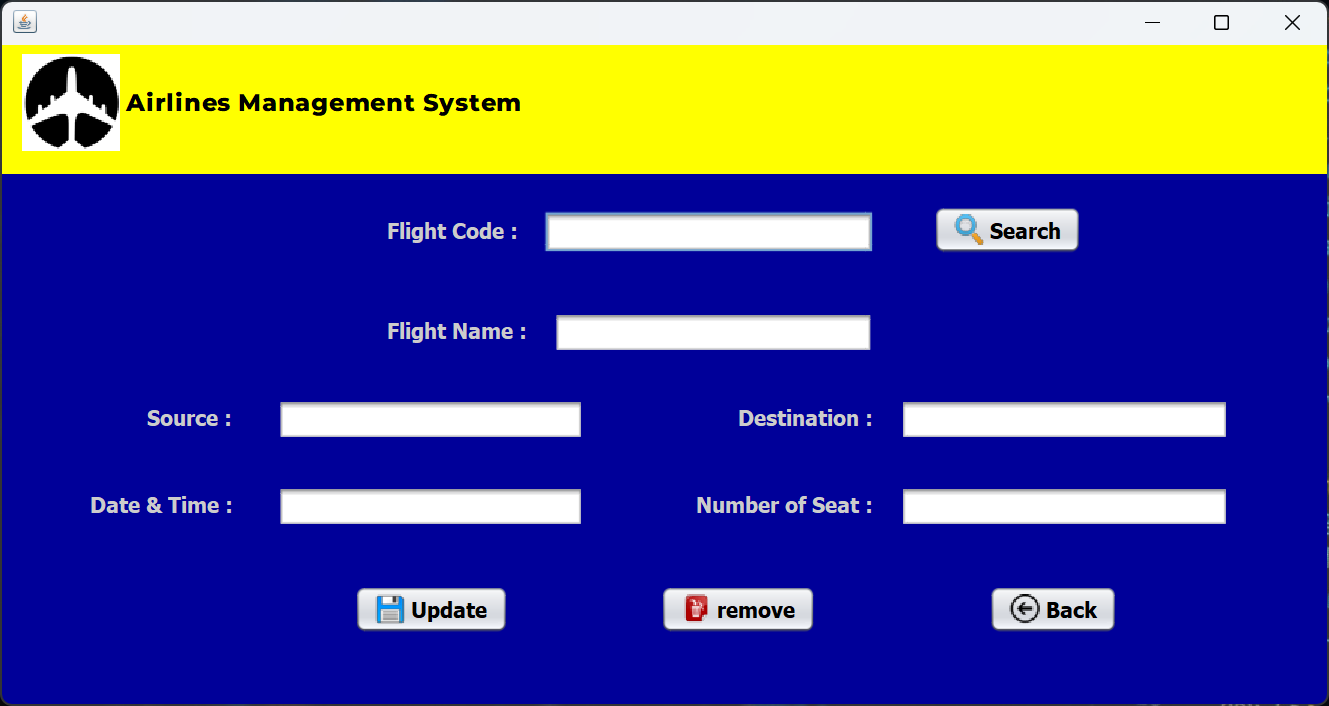 Airlines Management System
Flight Code :
Search
Flight Name :
Source :
Destination :
Date & Time :
Number of Seat :
Update
remove
Back